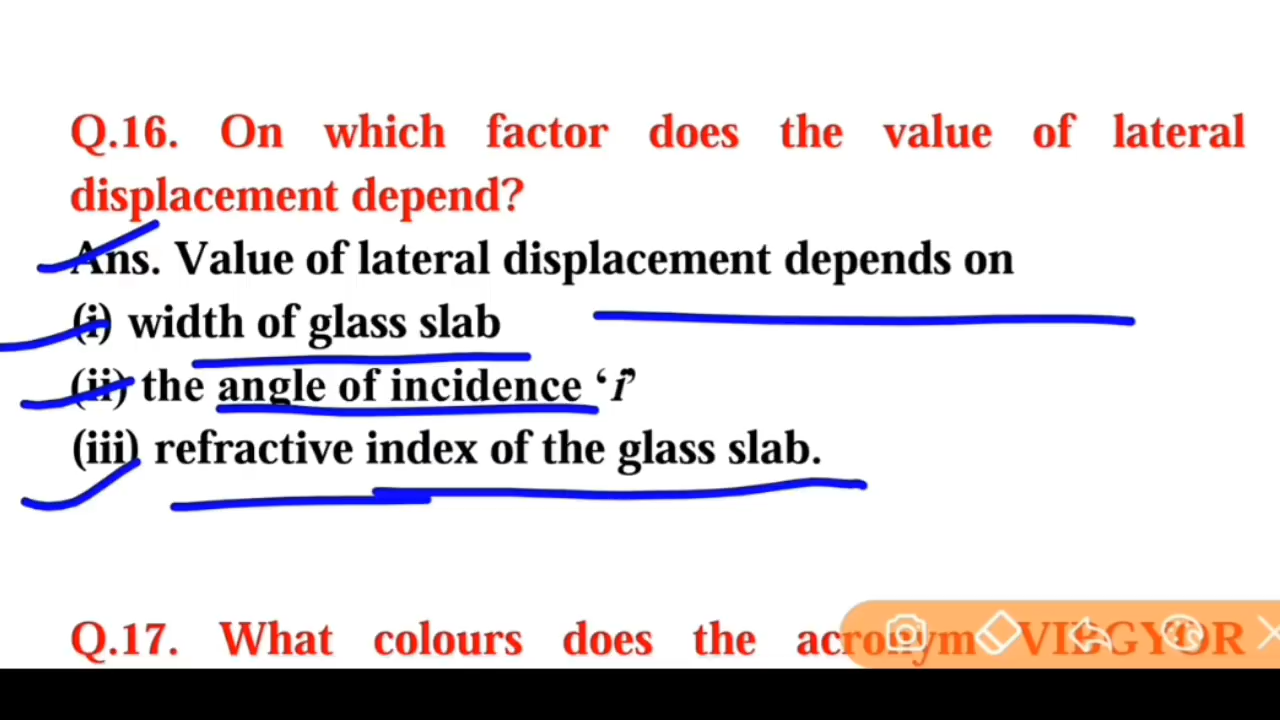 Q.16. On which factor does the value of lateral
displacement depend?
Ans. Value of lateral displacement depends on
(i) width of glass slab
(ii) the angle of incidence ‘i’
(iii) refractive index of the glass slab.
Q.17. What colours does the acronym VIBGYOR